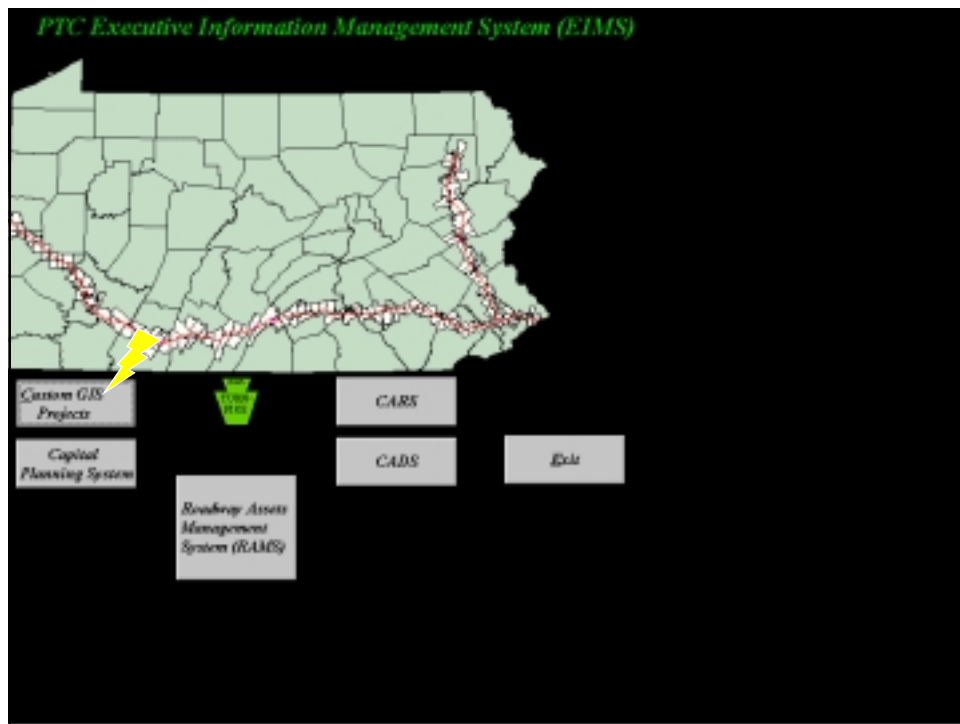 PTC Executive Information Management System (EIMS)
Custom GIS
Projects
CARS
Capital
Planning System
CADS
Exit
Roadway Assets
Management
System (RAMS)